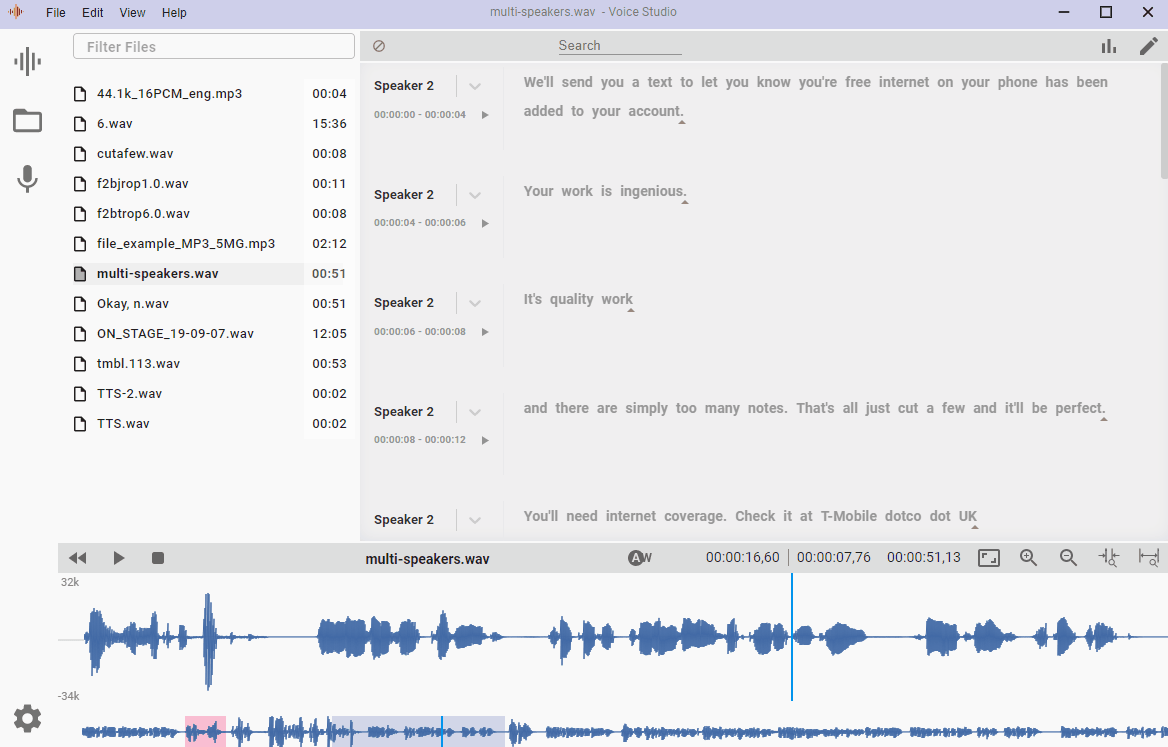 File Edit View Help
multi-speakers.wav - Voice Studio
Filter Files
Search
44.1k_16PCM_eng.mp3 00:04
6.wav 15:36
cutafew.wav 00:08
f2bjrop1.0.wav 00:11
f2btrop6.0.wav 00:08
file_example_MP3_5MG.mp3 02:12
multi-speakers.wav 00:51
Okay, n.wav 00:51
ON_STAGE_19-09-07.wav 12:05
tmbl.113.wav 00:53
TTS-2.wav 00:02
TTS.wav 00:02
Speaker 2
We'll send you a text to let you know you're free internet on your phone has been
added to your account.
00:00:00 - 00:00:04
Speaker 2
Your work is ingenious.
00:00:04 - 00:00:06
Speaker 2
It's quality work
00:00:06 - 00:00:08
Speaker 2
and there are simply too many notes. That's all just cut a few and it'll be perfect.
00:00:08 - 00:00:12
Speaker 2
You'll need internet coverage. Check it at T-Mobile dotco dot UK
multi-speakers.wav
AW
00:00:16,60 00:00:07,76 00:00:51,13
32k
-34k